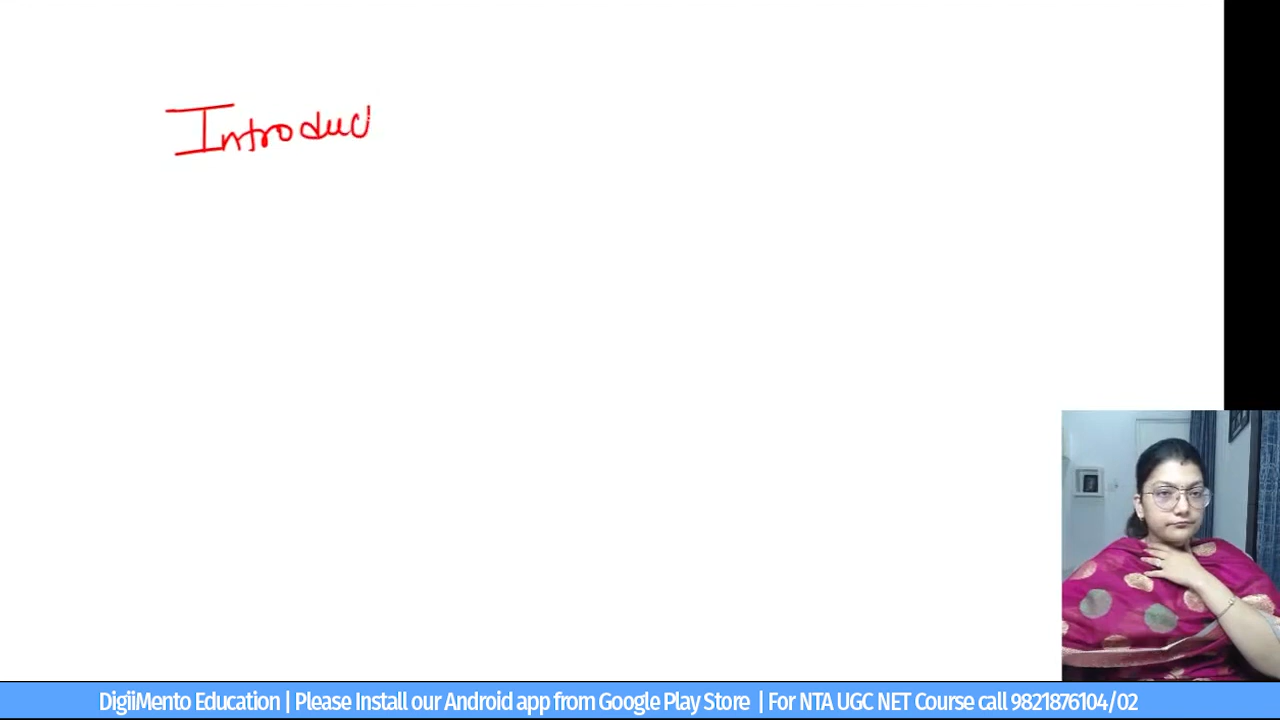 Introduc
DigiiMento Education | Please Install our Android app from Google Play Store | For NTA UGC NET Course call 9821876104/02